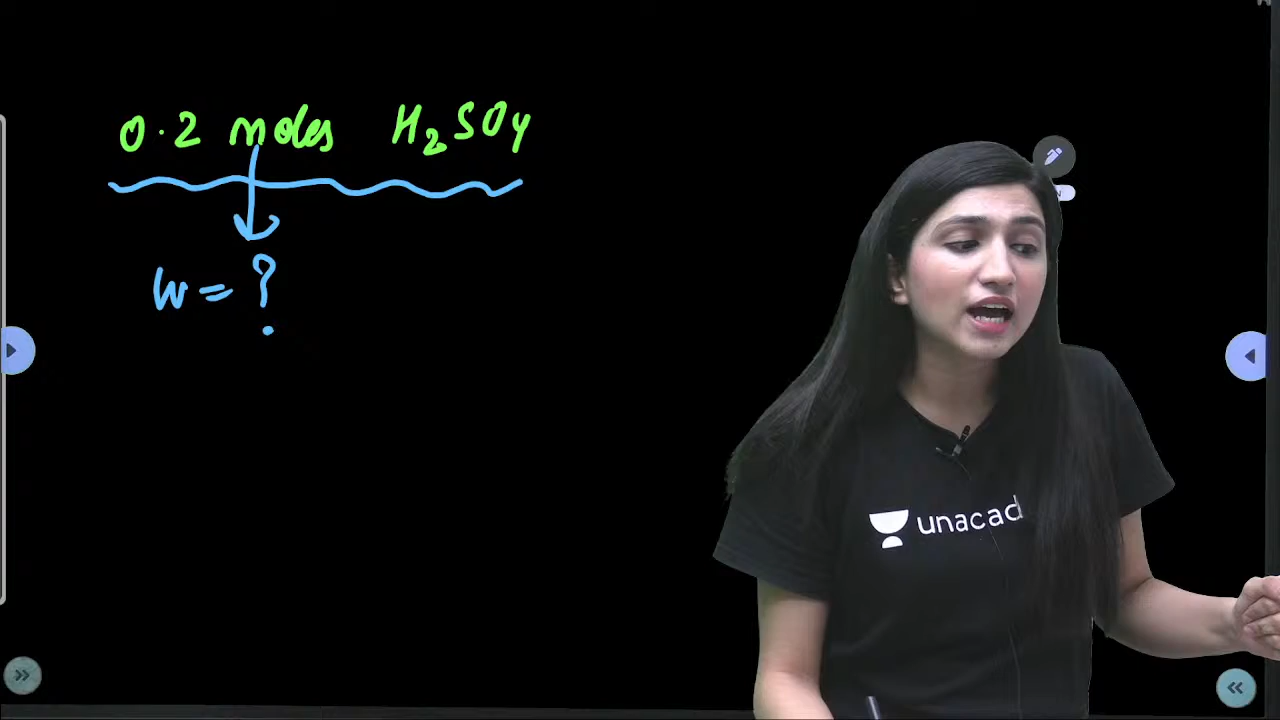 0.2 moles H₂SO₄
W = ?
unacad